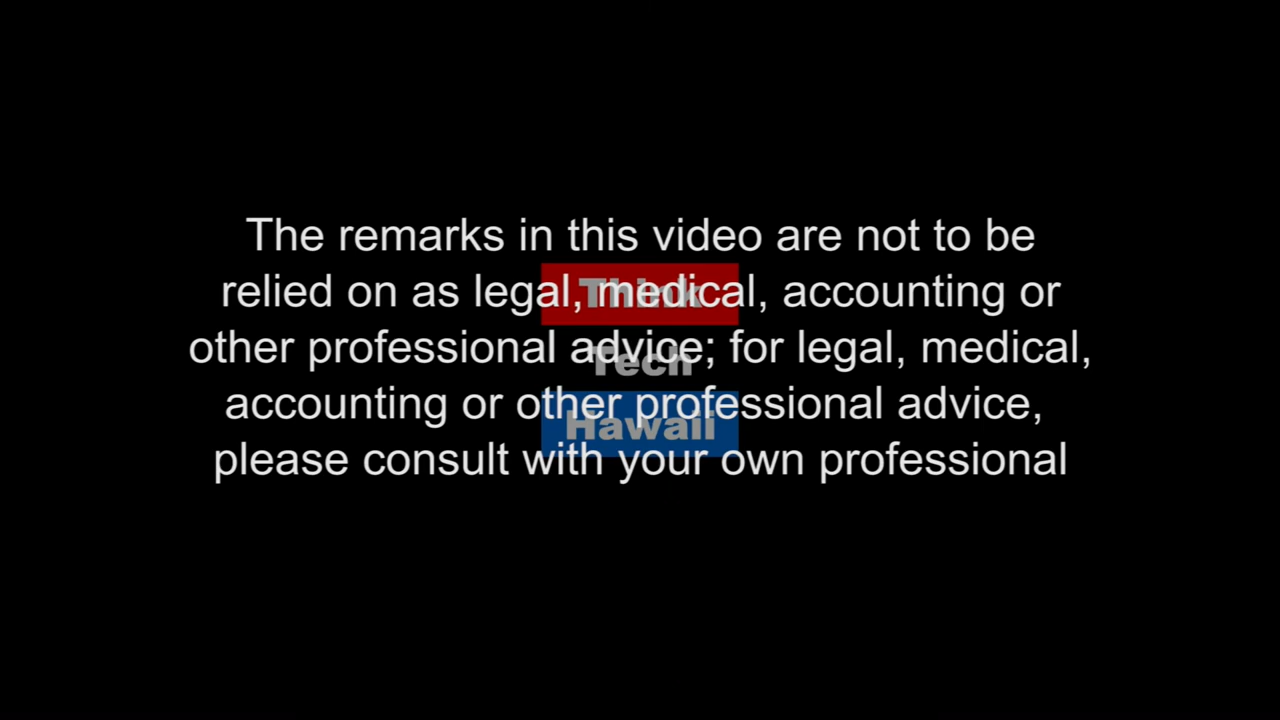 The remarks in this video are not to be
relied on as legal, medical, accounting or
other professional advice; for legal, medical,
accounting or other professional advice,
please consult with your own professional
Think
Tech
Hawaii